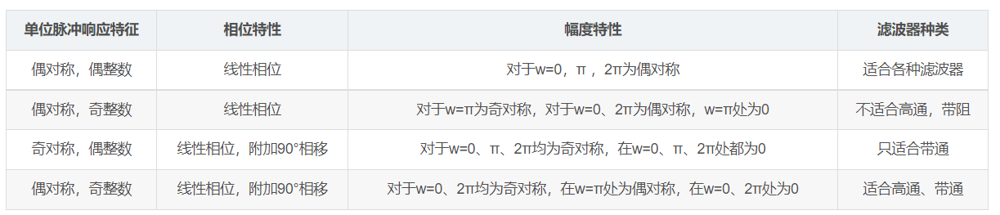 单位脉冲响应特征 相位特性 幅度特性 滤波器种类
偶对称，偶整数 线性相位 对于w=0，π ，2π为偶对称 适合各种滤波器
偶对称，奇整数 线性相位 对于w=π为奇对称，对于w=0、2π为偶对称，w=π处为0 不适合高通，带阻
奇对称，偶整数 线性相位，附加90°相移 对于w=0、π、2π均为奇对称，在w=0、π、2π处都为0 只适合带通
偶对称，奇整数 线性相位，附加90°相移 对于w=0、2π均为奇对称，在w=π处为偶对称，在w=0、2π处为0 适合高通、带通